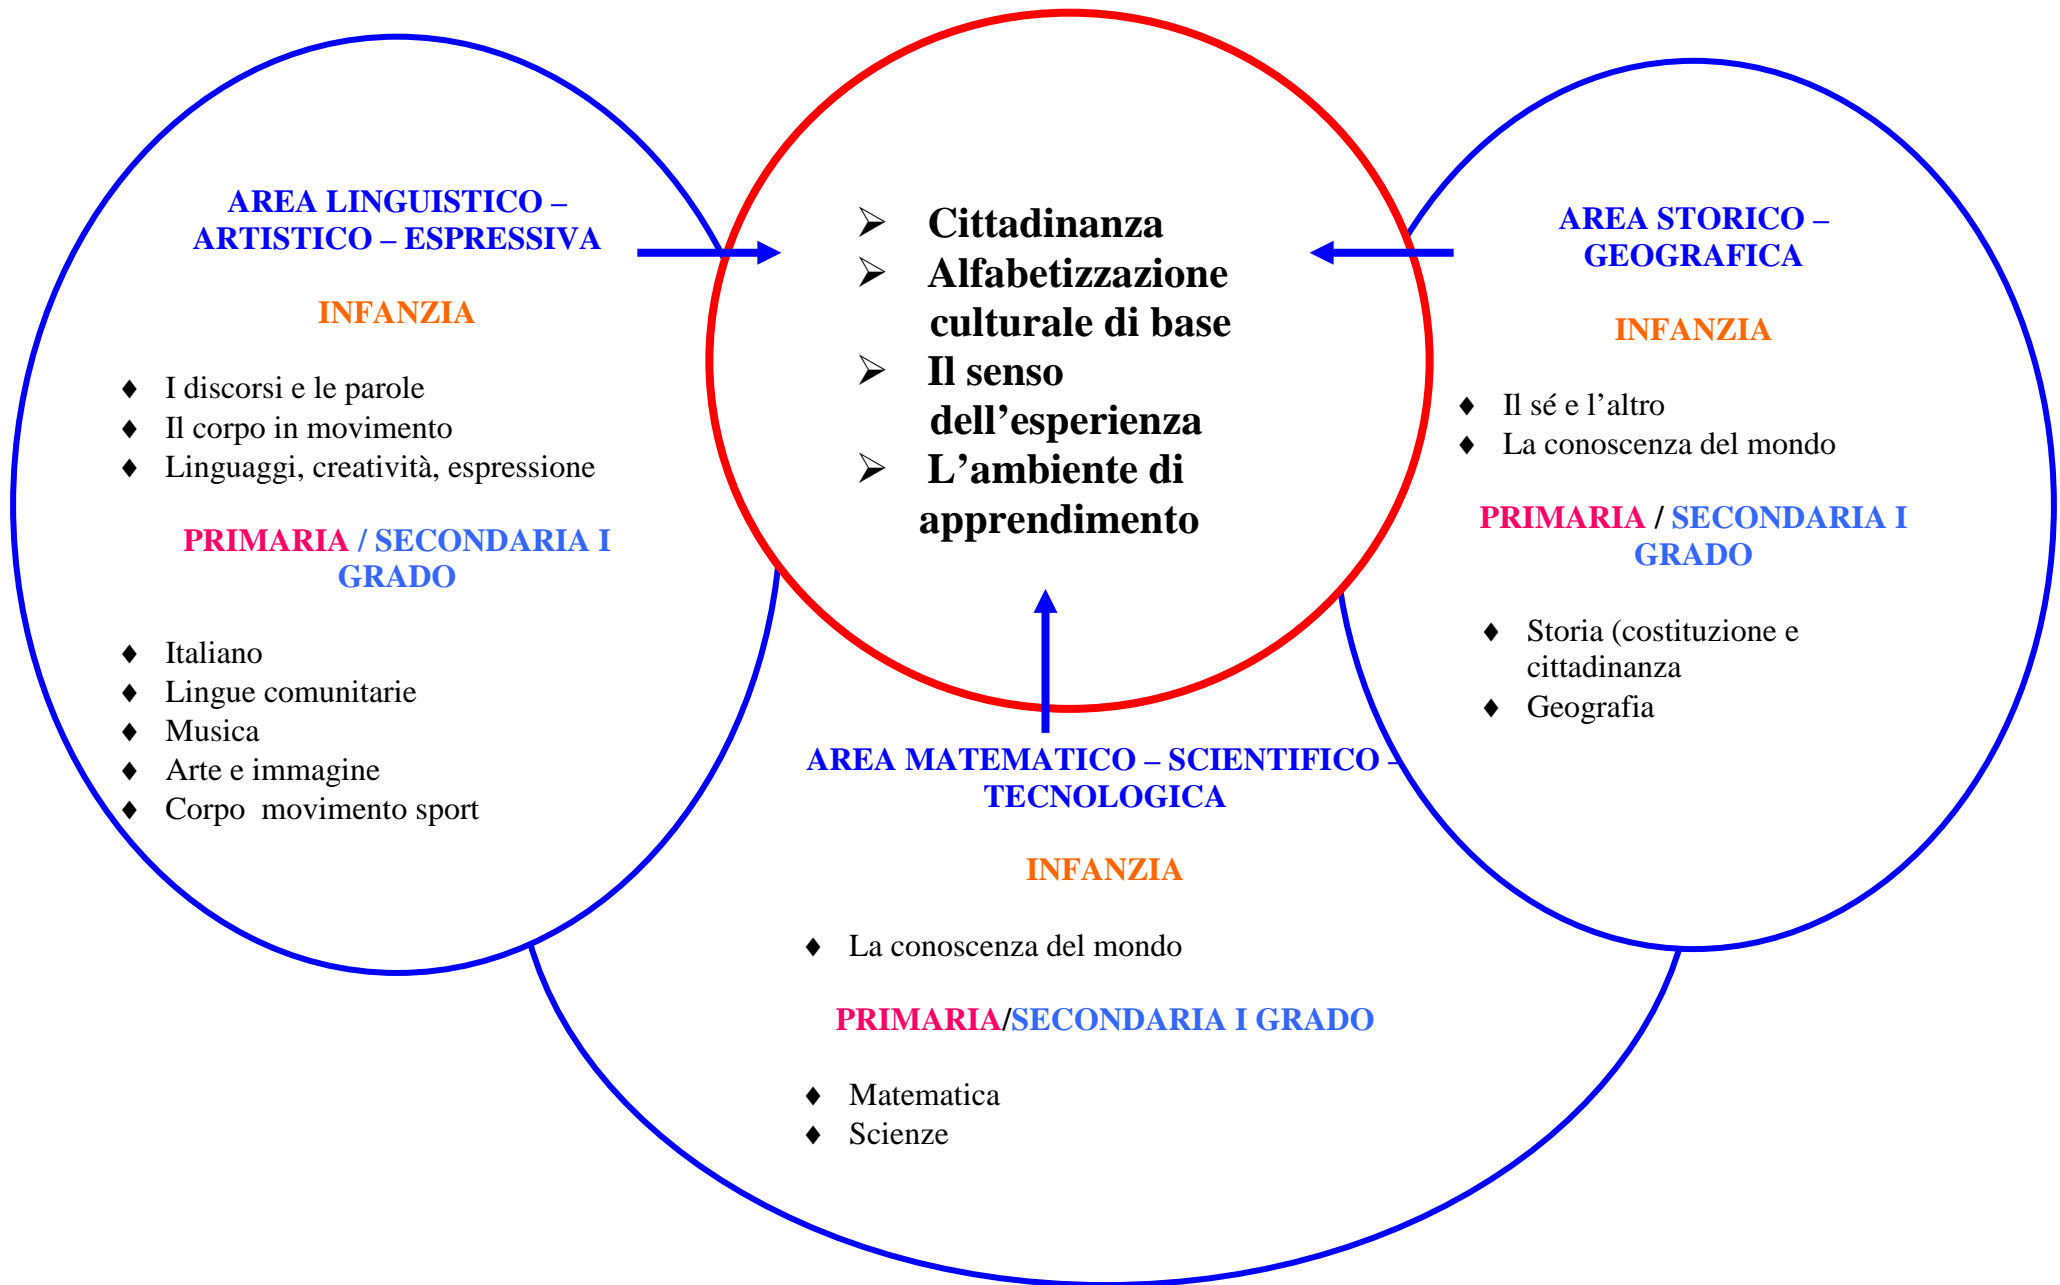 AREA LINGUISTICO –
ARTISTICO – ESPRESSIVA
INFANZIA
♦ I discorsi e le parole
♦ Il corpo in movimento
♦ Linguaggi, creatività, espressione
PRIMARIA / SECONDARIA I
GRADO
♦ Italiano
♦ Lingue comunitarie
♦ Musica
♦ Arte e immagine
♦ Corpo  movimento sport
➢ Cittadinanza
➢ Alfabetizzazione
culturale di base
➢ Il senso
dell’esperienza
➢ L’ambiente di
apprendimento
AREA STORICO –
GEOGRAFICA
INFANZIA
♦ Il sé e l’altro
♦ La conoscenza del mondo
PRIMARIA / SECONDARIA I
GRADO
♦ Storia (costituzione e
cittadinanza
♦ Geografia
AREA MATEMATICO – SCIENTIFICO –
TECNOLOGICA
INFANZIA
♦ La conoscenza del mondo
PRIMARIA/SECONDARIA I GRADO
♦ Matematica
♦ Scienze